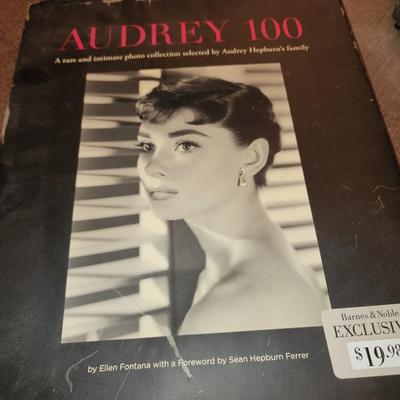 AUDREY 100
A rare and intimate photo collection selected by Audrey Hepburn's family
by Ellen Fontana with a Foreword by Sean Hepburn Ferrer
Barnes & Noble
EXCLUSIV
$19.98